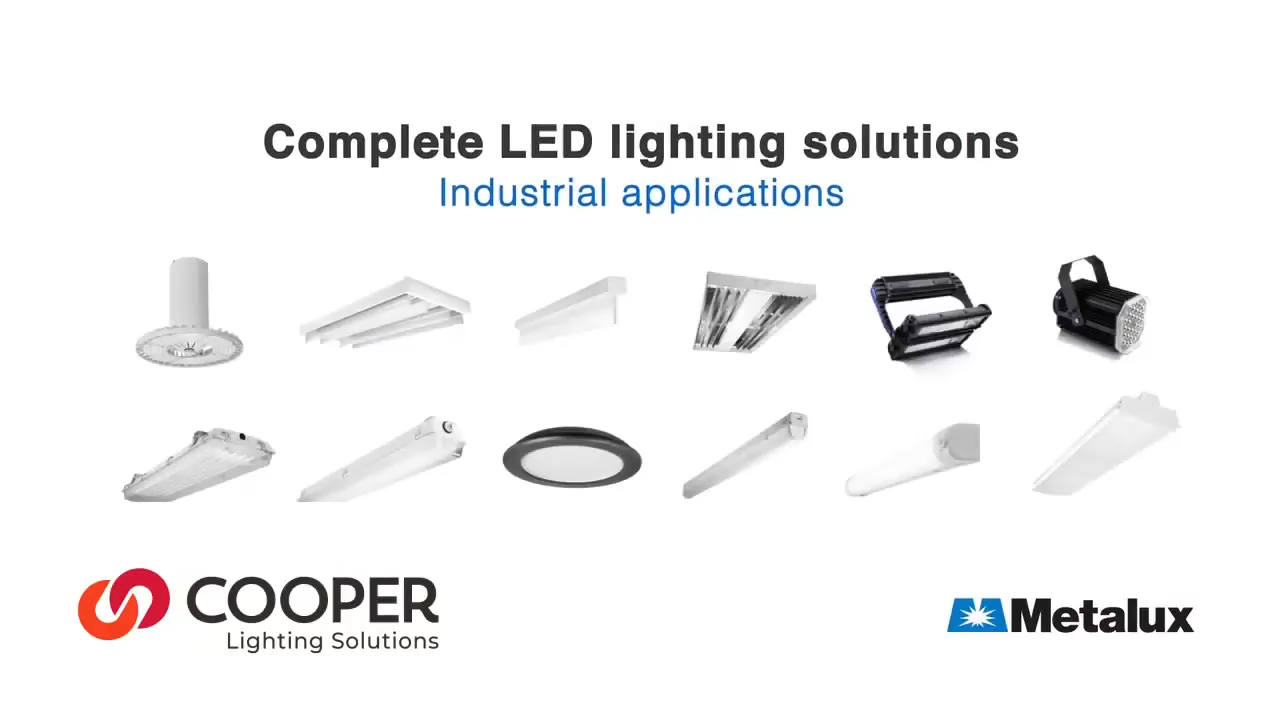 Complete LED lighting solutions
Industrial applications
COOPER
Lighting Solutions
Metalux